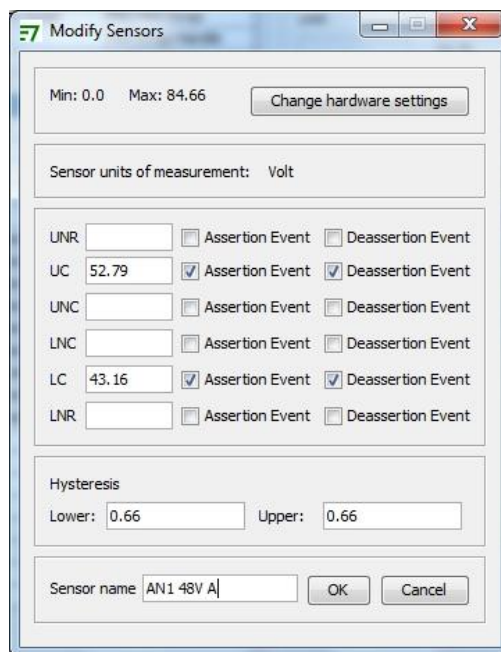 Modify Sensors
Min: 0.0 Max: 84.66 Change hardware settings
Sensor units of measurement: Volt
UNR Assertion Event Deassertion Event
UC 52.79 Assertion Event Deassertion Event
UNC Assertion Event Deassertion Event
LNC Assertion Event Deassertion Event
LC 43.16 Assertion Event Deassertion Event
LNR Assertion Event Deassertion Event
Hysteresis
Lower: 0.66 Upper: 0.66
Sensor name AN1 48V A OK Cancel